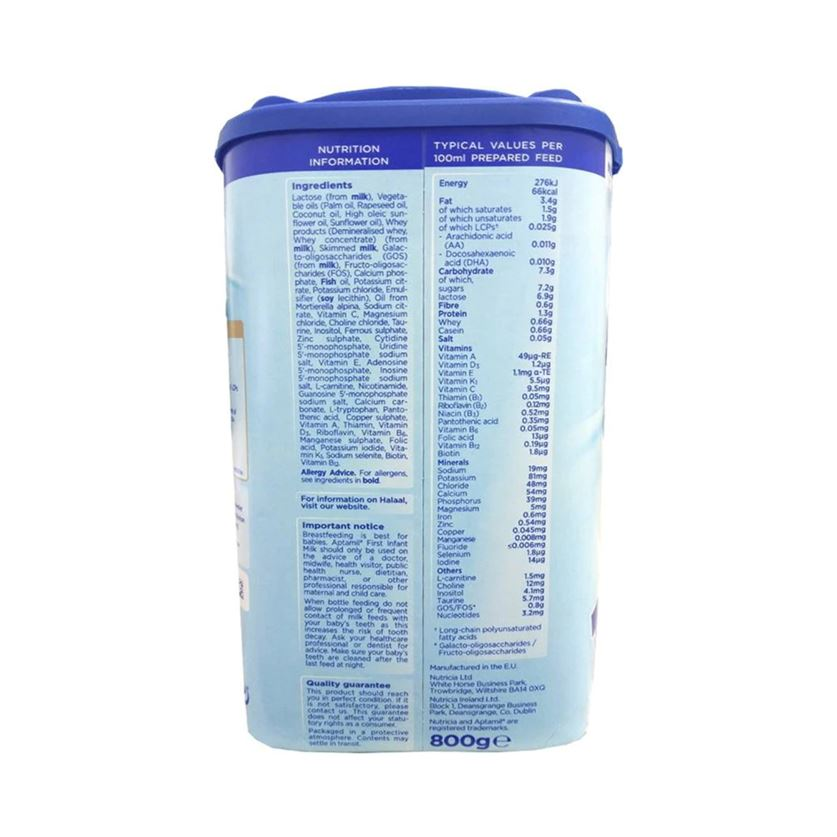 NUTRITION
INFORMATION
Ingredients
Lactose (from milk), Vegeta-
ble oils (Palm oil, Rapeseed oil,
Coconut oil, High oleic sun-
flower oil, Sunflower oil), Whey
products (Demineralised whey,
Whey concentrate) (from
milk), Skimmed milk, Galac-
to-oligosaccharides (GOS)
(from milk), Fructo-oligosac-
charides (FOS), Calcium phos-
phate, Fish oil, Potassium cit-
rate, Potassium chloride, Emul-
sifier (soy lecithin), Oil from
Mortierella alpina, Sodium cit-
rate, Vitamin C, Magnesium
chloride, Choline chloride, Tau-
rine, Inositol, Ferrous sulphate,
Zinc sulphate, Cytidine
5'-monophosphate, Uridine
5'-monophosphate sodium
salt, Vitamin E, Adenosine
5'-monophosphate, Inosine
5'-monophosphate sodium
salt, L-carnitine, Nicotinamide,
Guanosine 5'-monophosphate
sodium salt, Calcium car-
bonate, L-tryptophan, Panto-
thenic acid, Copper sulphate,
Vitamin A, Thiamin, Vitamin
D₃, Riboflavin, Vitamin B₆,
Manganese sulphate, Folic
acid, Potassium iodide, Vita-
min K₁, Sodium selenite, Biotin,
Vitamin B₁₂.
Allergy Advice. For allergens,
see ingredients in bold.
For information on Halaal,
visit our website.
Important notice
Breastfeeding is best for
babies. Aptamil® First Infant
Milk should only be used on
the advice of a doctor,
midwife, health visitor, public
health nurse, dietitian,
pharmacist, or other
professional responsible for
maternal and child care.
When bottle feeding do not
allow prolonged or frequent
contact of milk feeds with
your baby's teeth as this
increases the risk of tooth
decay. Ask your healthcare
professional or dentist for
advice. Make sure your baby's
teeth are cleaned after the
last feed at night.
Quality guarantee
This product should reach
you in perfect condition. If it
is not satisfactory, please
contact us. This guarantee
does not affect your statu-
tory rights as a consumer.
Packaged in a protective
atmosphere. Contents may
settle in transit.
TYPICAL VALUES PER
100ml PREPARED FEED
Energy 276kJ
66kcal
Fat 3.4g
of which saturates 1.5g
of which unsaturates 1.9g
of which LCPs† 0.025g
- Arachidonic acid
(AA) 0.011g
- Docosahexaenoic
acid (DHA) 0.010g
Carbohydrate 7.3g
of which,
sugars 7.2g
lactose 6.9g
Fibre 0.6g
Protein 1.3g
Whey 0.66g
Casein 0.66g
Salt 0.05g
Vitamins
Vitamin A 49µg-RE
Vitamin D₃ 1.2µg
Vitamin E 1.1mg α-TE
Vitamin K₁ 5.5µg
Vitamin C 9.5mg
Thiamin (B₁) 0.05mg
Riboflavin (B₂) 0.12mg
Niacin (B₃) 0.52mg
Pantothenic acid 0.35mg
Vitamin B₆ 0.05mg
Folic acid 13µg
Vitamin B₁₂ 0.19µg
Biotin 1.8µg
Minerals
Sodium 19mg
Potassium 81mg
Chloride 48mg
Calcium 54mg
Phosphorus 39mg
Magnesium 5mg
Iron 0.6mg
Zinc 0.54mg
Copper 0.045mg
Manganese 0.008mg
Fluoride ≤0.006mg
Selenium 1.8µg
Iodine 14µg
Others
L-carnitine 1.5mg
Choline 12mg
Inositol 4.1mg
Taurine 5.7mg
GOS/FOS* 0.8g
Nucleotides 3.2mg
† Long-chain polyunsaturated
fatty acids
* Galacto-oligosaccharides /
Fructo-oligosaccharides
Manufactured in the E.U.
Nutricia Ltd
White Horse Business Park,
Trowbridge, Wiltshire BA14 0XQ
Nutricia Ireland Ltd.
Block 1, Deansgrange Business
Park, Deansgrange, Co. Dublin
Nutricia and Aptamil® are
registered trademarks.
800g℮